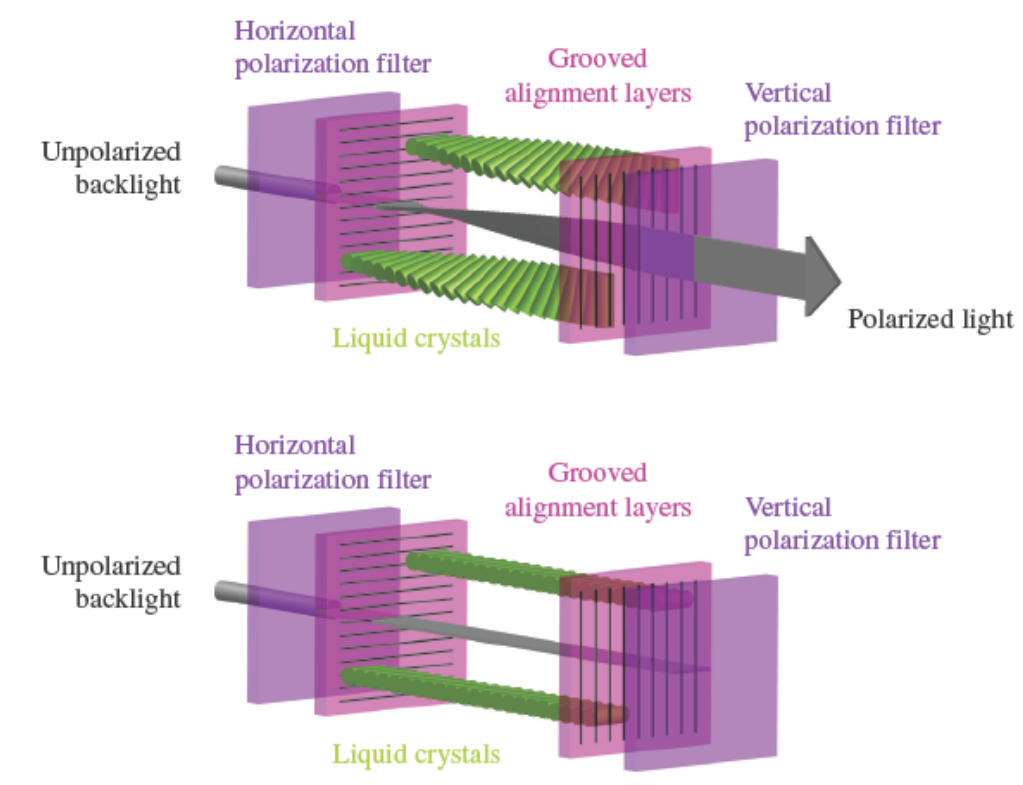 Horizontal
polarization filter
Grooved
alignment layers
Vertical
polarization filter
Unpolarized
backlight
Liquid crystals
Polarized light
Horizontal
polarization filter
Grooved
alignment layers
Vertical
polarization filter
Unpolarized
backlight
Liquid crystals